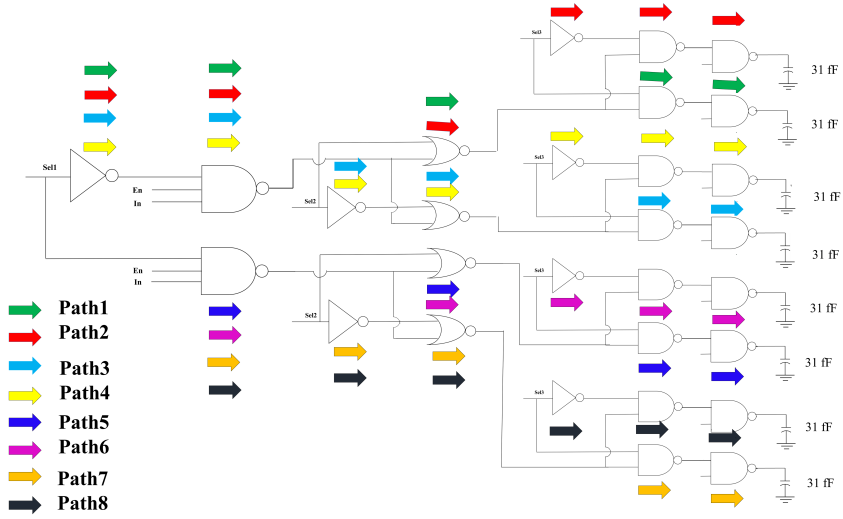 Sel3
31 fF
31 fF
Sel1
En
In
Sel2
Sel3
31 fF
31 fF
En
In
Sel2
Sel3
31 fF
31 fF
Sel3
31 fF
31 fF
Path1
Path2
Path3
Path4
Path5
Path6
Path7
Path8